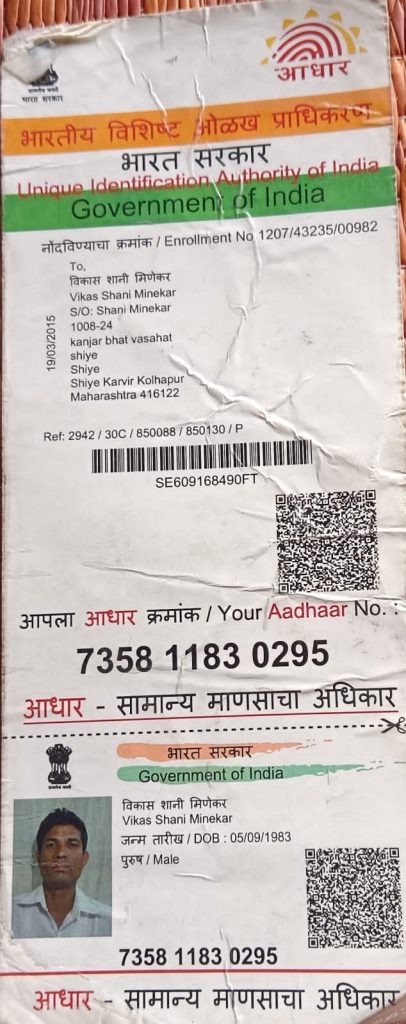 आधार
भारत सरकार
भारतीय विशिष्ट ओळख प्राधिकरण
भारत सरकार
Unique Identification Authority of India
Government of India
नोंदविण्याचा क्रमांक / Enrollment No 1207/43235/00982
To,
विकास शानी मिणेकर
Vikas Shani Minekar
S/O: Shani Minekar
1008-24
kanjar bhat vasahat
shiye
Shiye
Shiye Karvir Kolhapur
Maharashtra 416122
19/03/2015
Ref: 2942 / 30C / 850088 / 850130 / P
SE609168490FT
आपला आधार क्रमांक / Your Aadhaar No. :
7358 1183 0295
आधार - सामान्य माणसाचा अधिकार
भारत सरकार
Government of India
विकास शानी मिणेकर
Vikas Shani Minekar
जन्म तारीख / DOB : 05/09/1983
पुरुष / Male
7358 1183 0295
आधार - सामान्य माणसाचा अधिकार